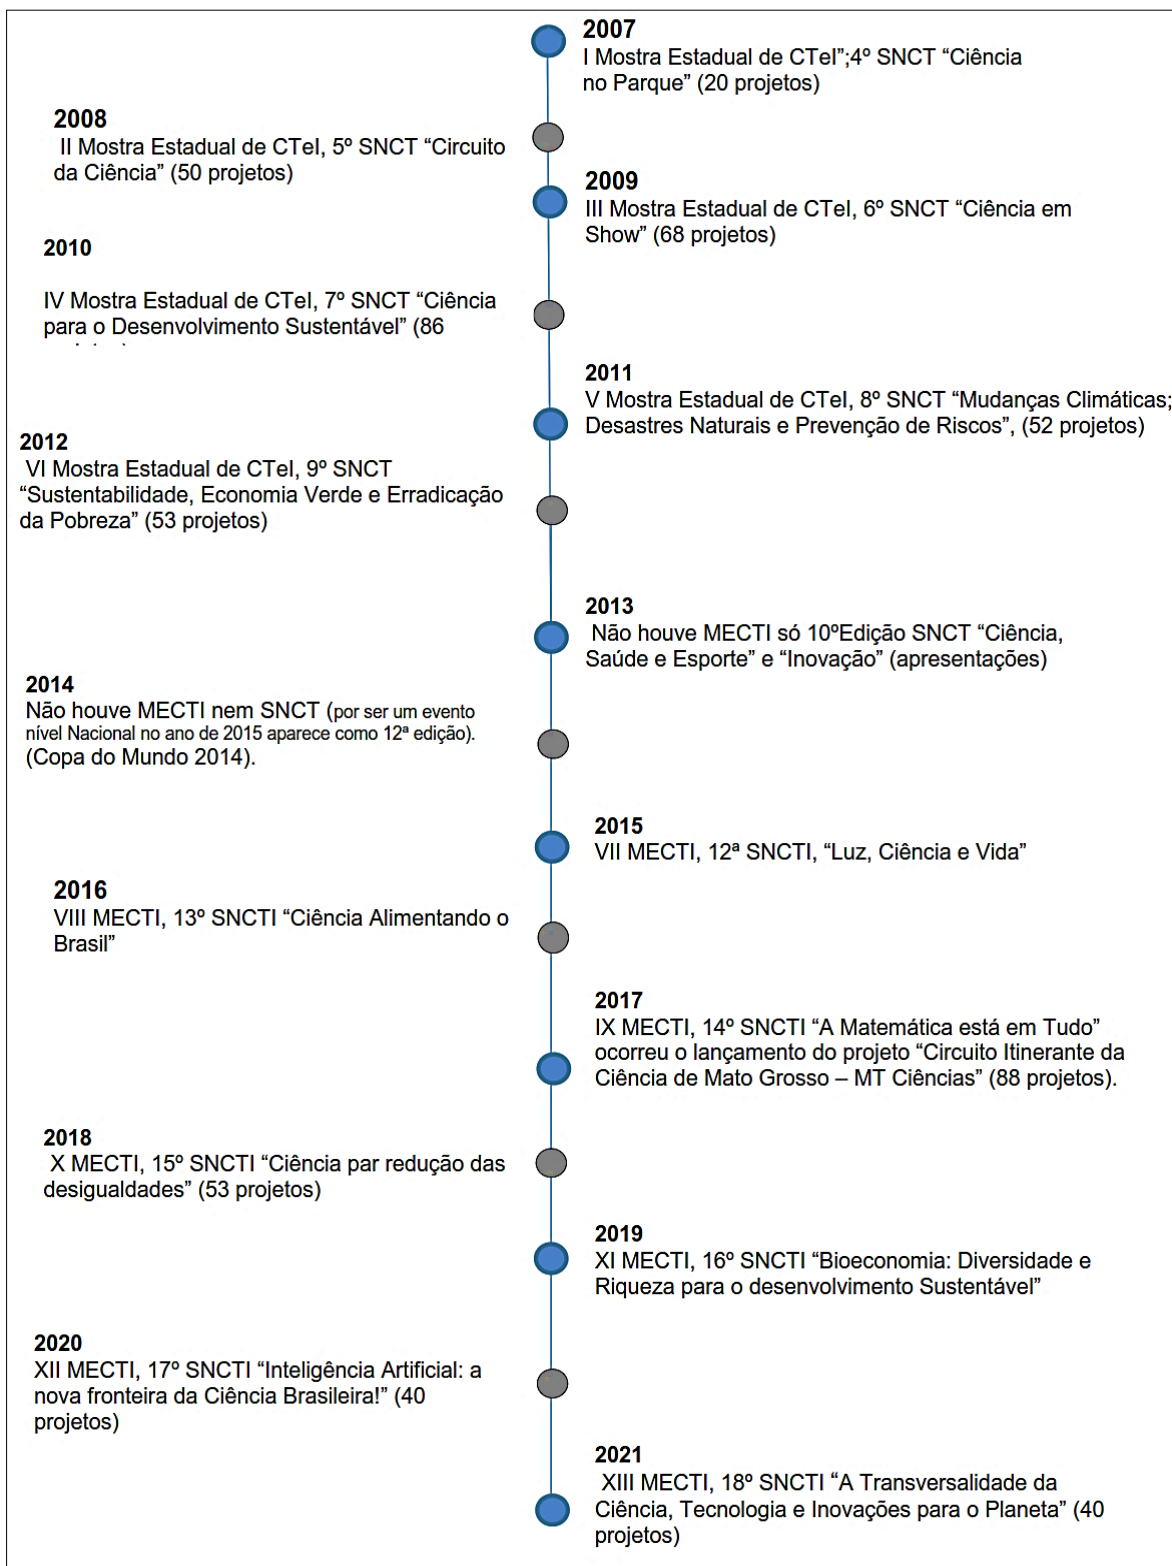 2007
I Mostra Estadual de CTeI”;4º SNCT “Ciência
no Parque” (20 projetos)
2008
II Mostra Estadual de CTeI, 5º SNCT “Circuito
da Ciência” (50 projetos)
2009
III Mostra Estadual de CTeI, 6º SNCT “Ciência em
Show” (68 projetos)
2010
IV Mostra Estadual de CTeI, 7º SNCT “Ciência
para o Desenvolvimento Sustentável” (86
2011
V Mostra Estadual de CTeI, 8º SNCT “Mudanças Climáticas;
Desastres Naturais e Prevenção de Riscos”, (52 projetos)
2012
VI Mostra Estadual de CTeI, 9º SNCT
“Sustentabilidade, Economia Verde e Erradicação
da Pobreza” (53 projetos)
2013
Não houve MECTI só 10ºEdição SNCT “Ciência,
Saúde e Esporte” e “Inovação” (apresentações)
2014
Não houve MECTI nem SNCT (por ser um evento
nível Nacional no ano de 2015 aparece como 12ª edição).
(Copa do Mundo 2014).
2015
VII MECTI, 12ª SNCTI, “Luz, Ciência e Vida”
2016
VIII MECTI, 13º SNCTI “Ciência Alimentando o
Brasil”
2017
IX MECTI, 14º SNCTI “A Matemática está em Tudo”
ocorreu o lançamento do projeto “Circuito Itinerante da
Ciência de Mato Grosso – MT Ciências” (88 projetos).
2018
X MECTI, 15º SNCTI “Ciência par redução das
desigualdades” (53 projetos)
2019
XI MECTI, 16º SNCTI “Bioeconomia: Diversidade e
Riqueza para o desenvolvimento Sustentável”
2020
XII MECTI, 17º SNCTI “Inteligência Artificial: a
nova fronteira da Ciência Brasileira!” (40
projetos)
2021
XIII MECTI, 18º SNCTI “A Transversalidade da
Ciência, Tecnologia e Inovações para o Planeta” (40
projetos)